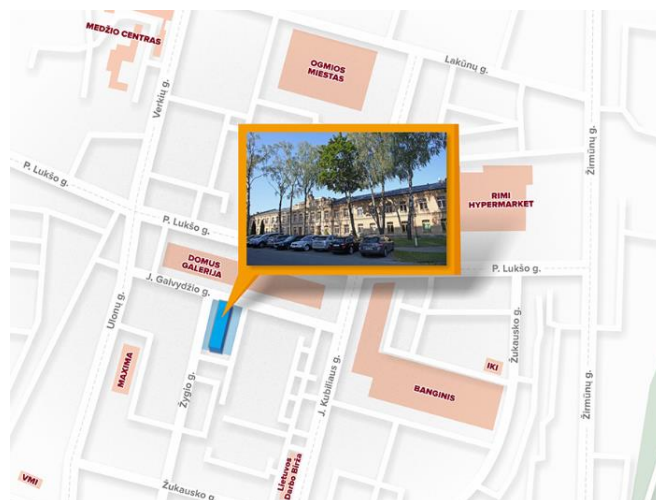 MEDŽIO CENTRAS
OGMIOS
MIESTAS
Lakūnų g.
Verkių g.
Žirmūnų g.
P. Lukšo g.
P. Lukšo g.
RIMI
HYPERMARKET
DOMUS
GALERIJA
P. Lukšo g.
J. Galvydžio g.
Ulonų g.
MAXIMA
Žygio g.
J. Kubiliaus g.
Žukausko g.
IKI
BANGINIS
Žirmūnų g.
VMI
Žukausko g.
Lietuvos
Darbo Birža